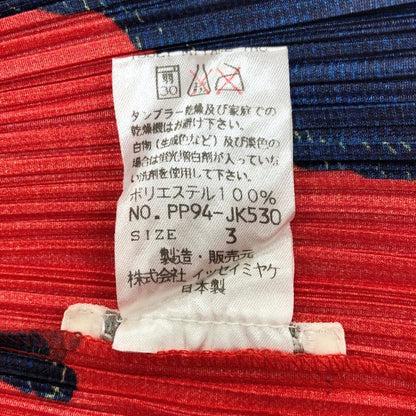 弱
30
タンブラー乾燥及び家庭での
乾燥機はお避け下さい。
白物(生成色など)及び淡色の
場合は蛍光増白剤が入っていな
い洗剤を使用して下さい。
ポリエステル100%
NO. PP94-JK530
SIZE 3
製造・販売元
株式会社イッセイミヤケ
日本製